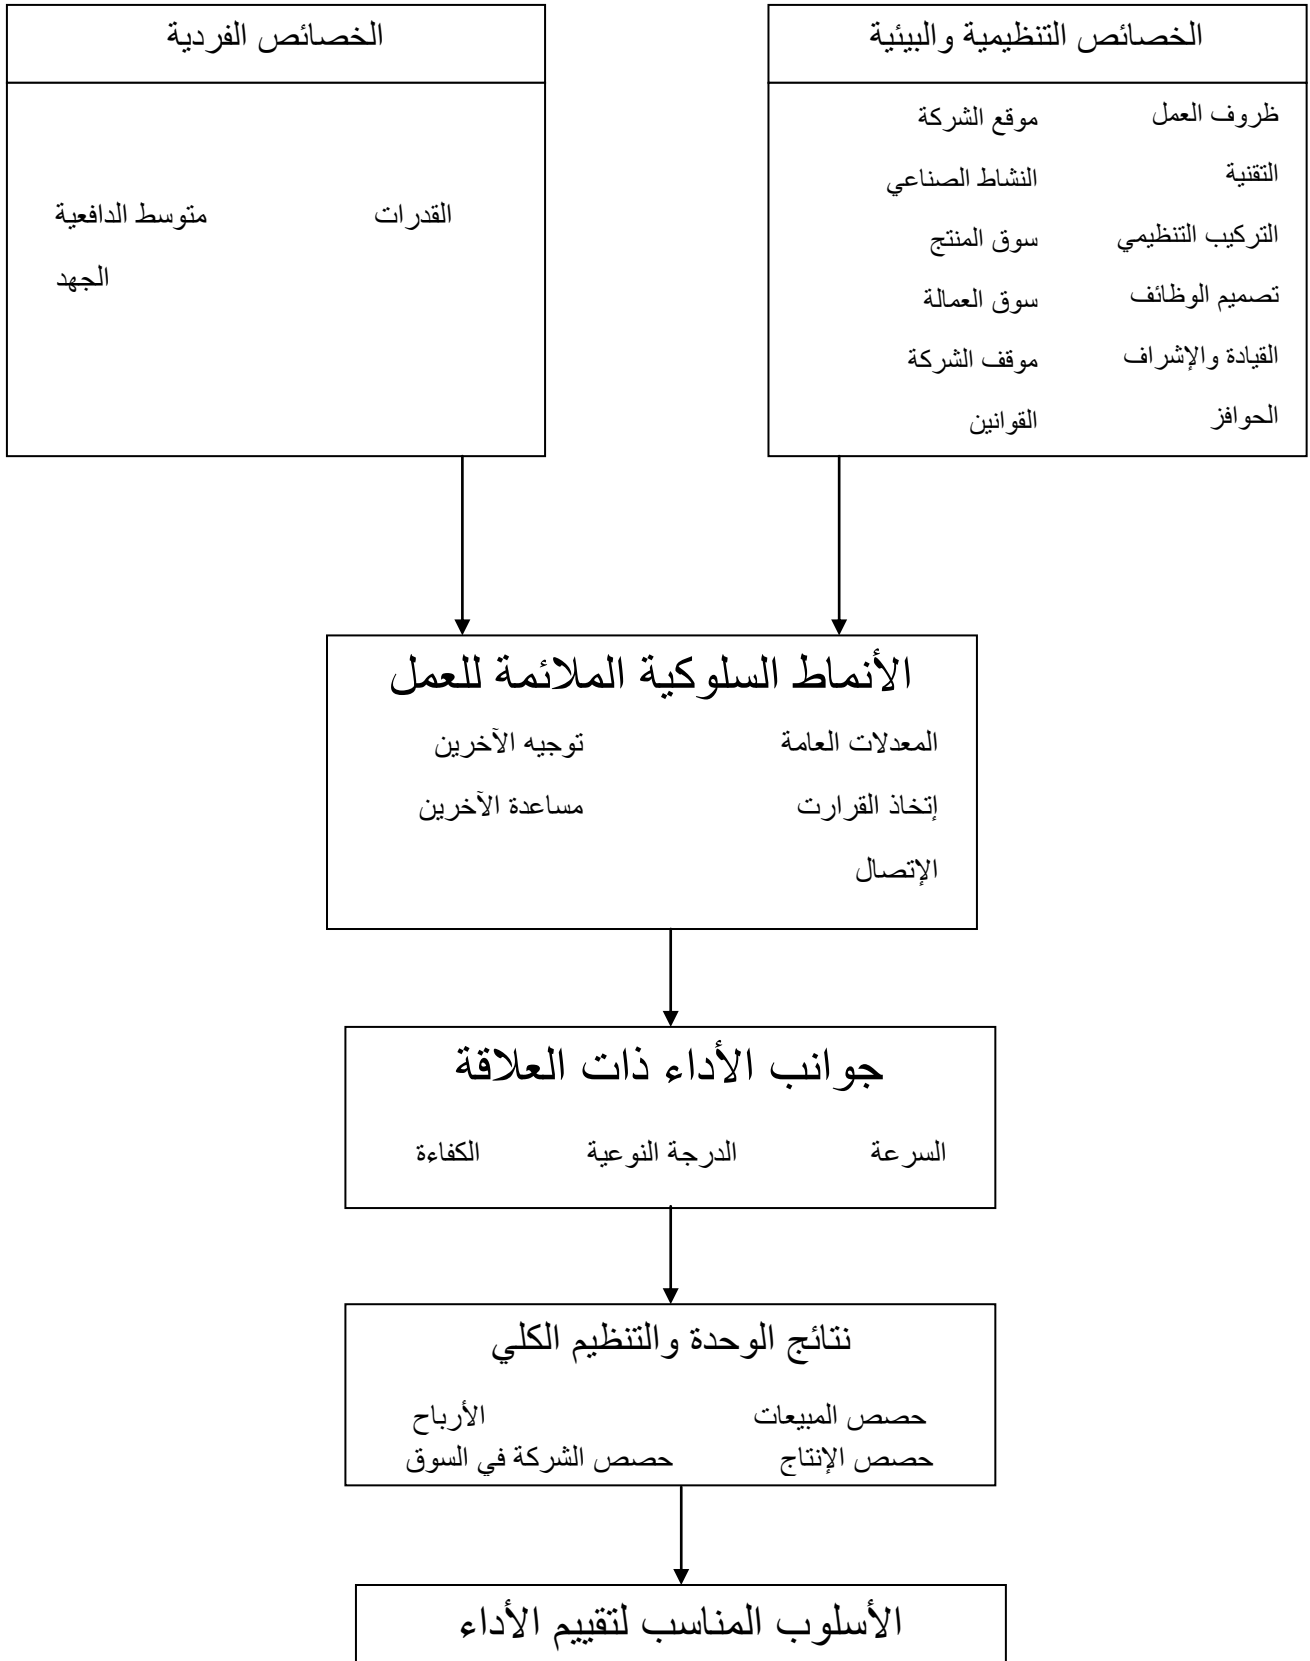 الخصائص التنظيمية والبيئية
ظروف العمل موقع الشركة
التقنية النشاط الصناعي
التركيب التنظيمي سوق المنتج
تصميم الوظائف سوق العمالة
القيادة والإشراف موقف الشركة
الحوافز القوانين
الخصائص الفردية
القدرات متوسط الدافعية
الجهد
الأنماط السلوكية الملائمة للعمل
المعدلات العامة توجيه الآخرين
إتخاذ القرارت مساعدة الآخرين
الإتصال
جوانب الأداء ذات العلاقة
السرعة الدرجة النوعية الكفاءة
نتائج الوحدة والتنظيم الكلي
حصص المبيعات الأرباح
حصص الإنتاج حصص الشركة في السوق
الأسلوب المناسب لتقييم الأداء